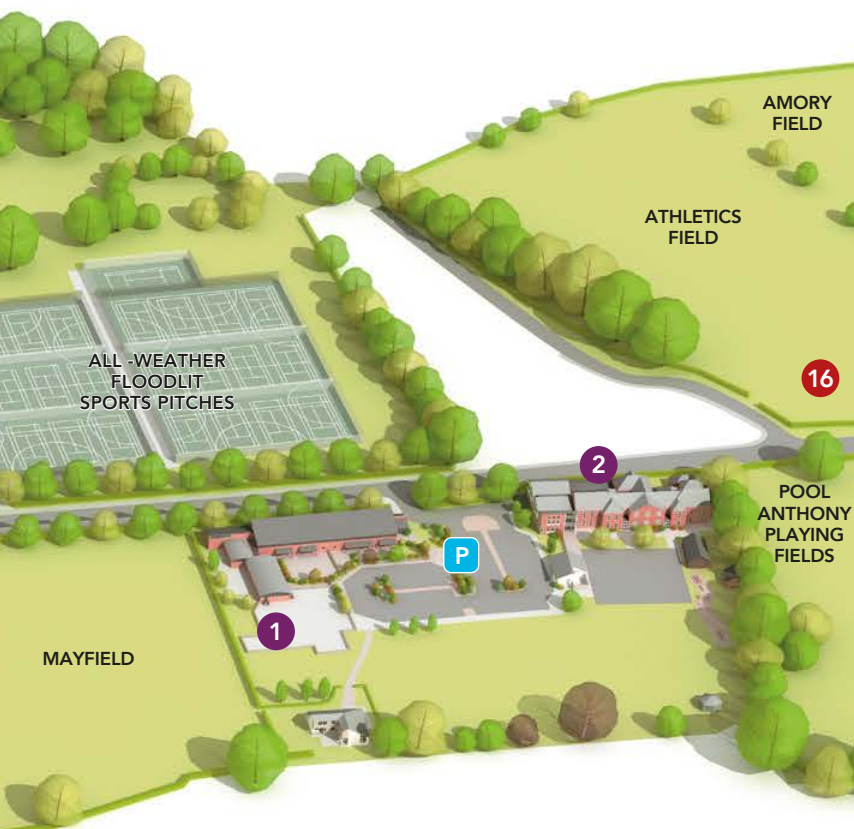 AMORY
FIELD
ATHLETICS
FIELD
ALL -WEATHER
FLOODLIT
SPORTS PITCHES
16
2
POOL
ANTHONY
PLAYING
FIELDS
P
1
MAYFIELD